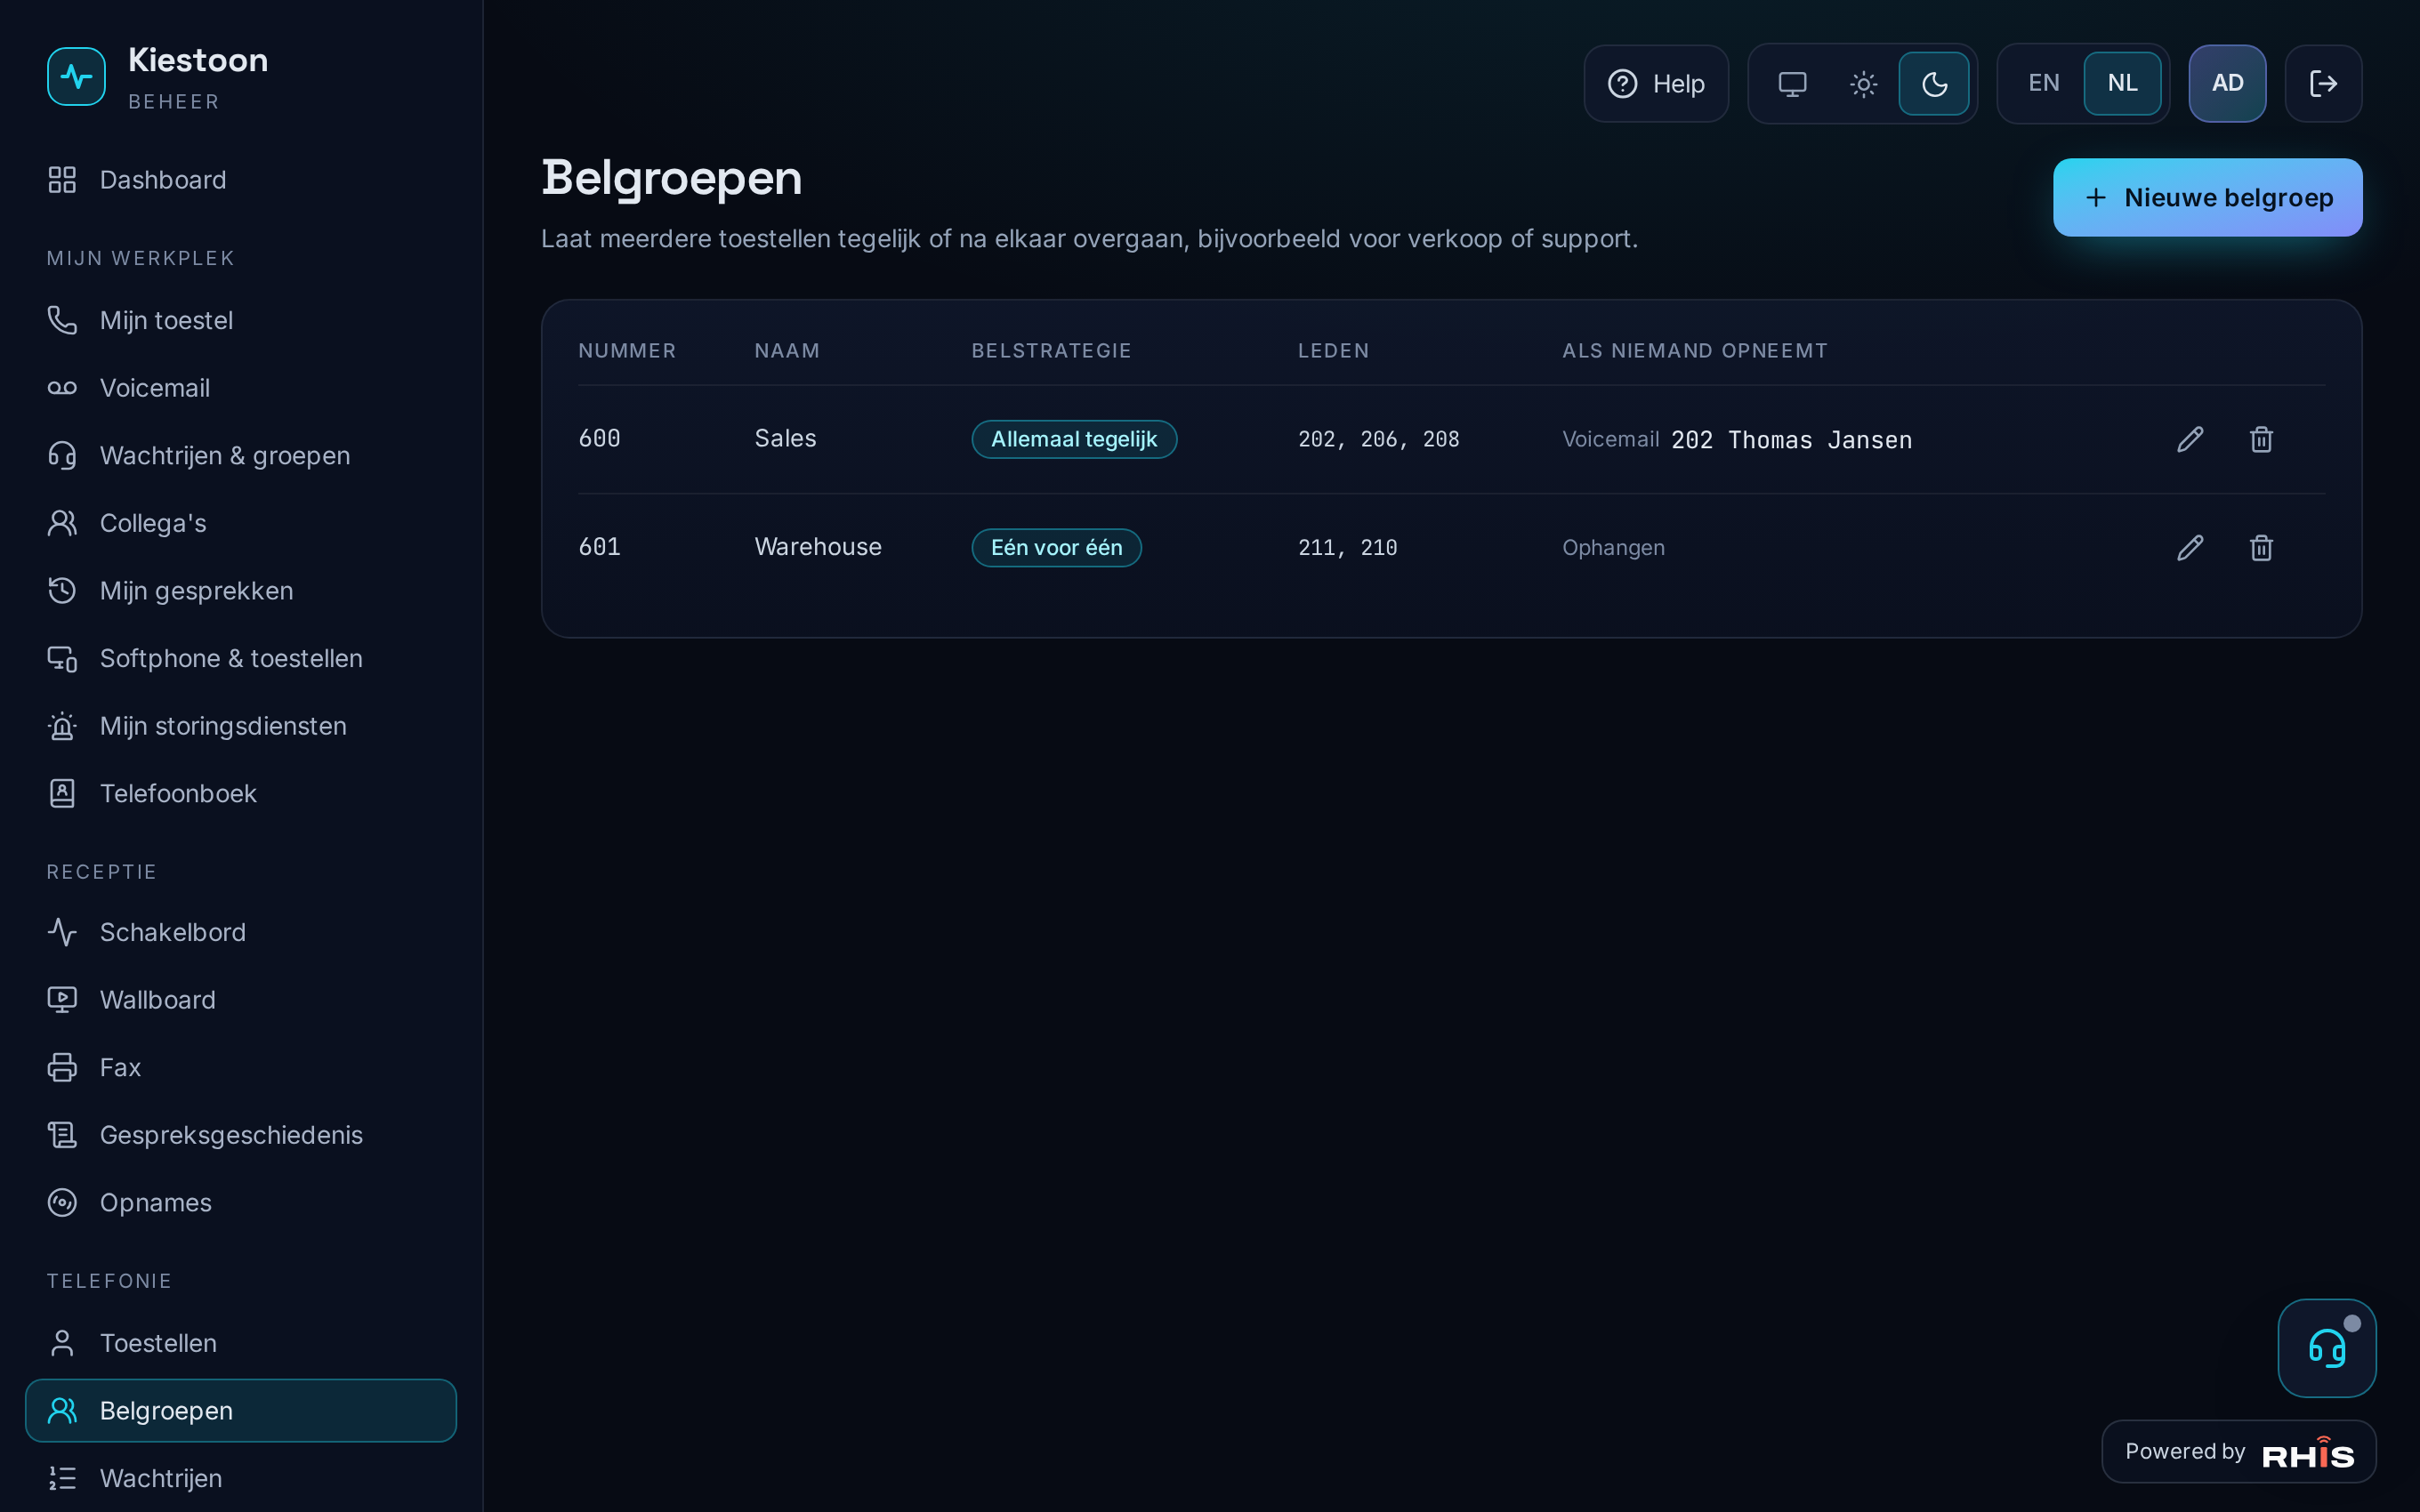 Kiestoon
BEHEER
Dashboard
MIJN WERKPLEK
Mijn toestel
Voicemail
Wachtrijen & groepen
Collega's
Mijn gesprekken
Softphone & toestellen
Mijn storingsdiensten
Telefoonboek
RECEPTIE
Schakelbord
Wallboard
Fax
Gespreksgeschiedenis
Opnames
TELEFONIE
Toestellen
Belgroepen
Wachtrijen
Help
EN NL
AD
Belgroepen
Laat meerdere toestellen tegelijk of na elkaar overgaan, bijvoorbeeld voor verkoop of support.
Nieuwe belgroep
NUMMER NAAM BELSTRATEGIE LEDEN ALS NIEMAND OPNEEMT
600 Sales Allemaal tegelijk 202, 206, 208 Voicemail 202 Thomas Jansen
601 Warehouse Eén voor één 211, 210 Ophangen
Powered by RHIS